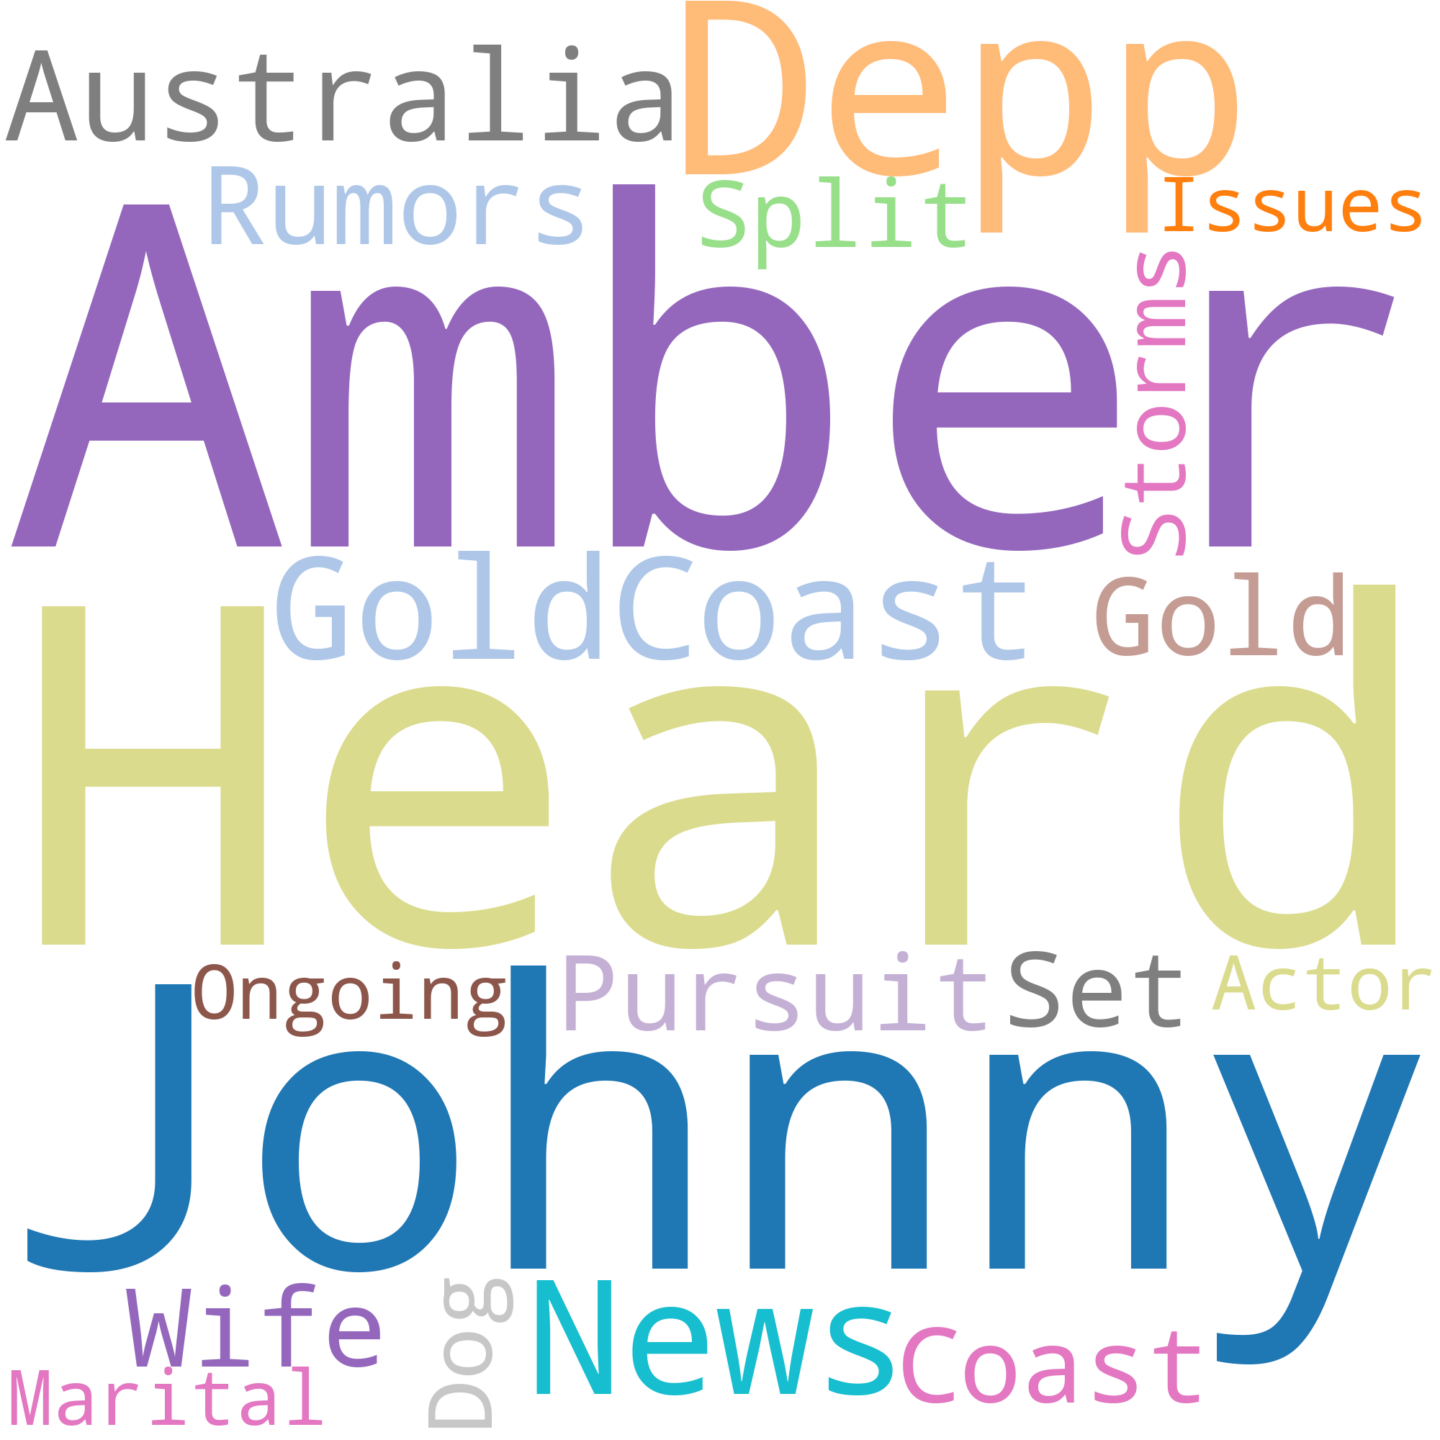 Australia
Depp
Rumors
Split
Issues
Amber
Storms
GoldCoast
Gold
Heard
Ongoing
Pursuit
Set
Actor
Johnny
Wife
Dog
News
Coast
Marital